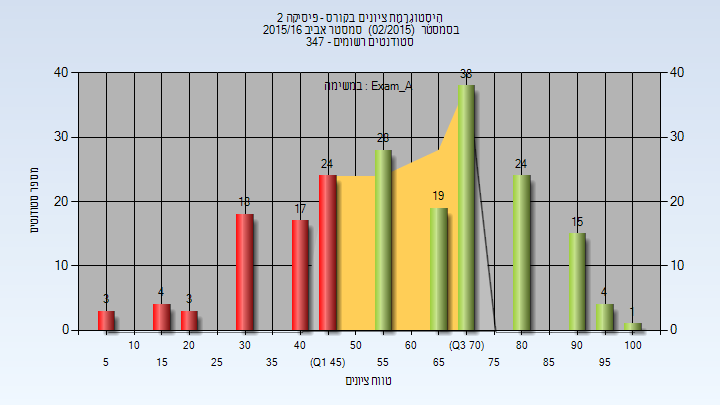 היסטוגרמת ציונים בקורס - פיסיקה 2
בסמסטר (02/2015) סמסטר אביב 2015/16
סטודנטים רשומים - 347
במשימה : Exam_A
מספר סטודנטים
40
30
20
10
0
40
30
20
10
0
3
4
3
18
17
24
28
19
38
24
15
4
1
10 20 30 40 50 60 (Q3 70) 80 90 100
5 15 25 35 (Q1 45) 55 65 75 85 95
טווח ציונים